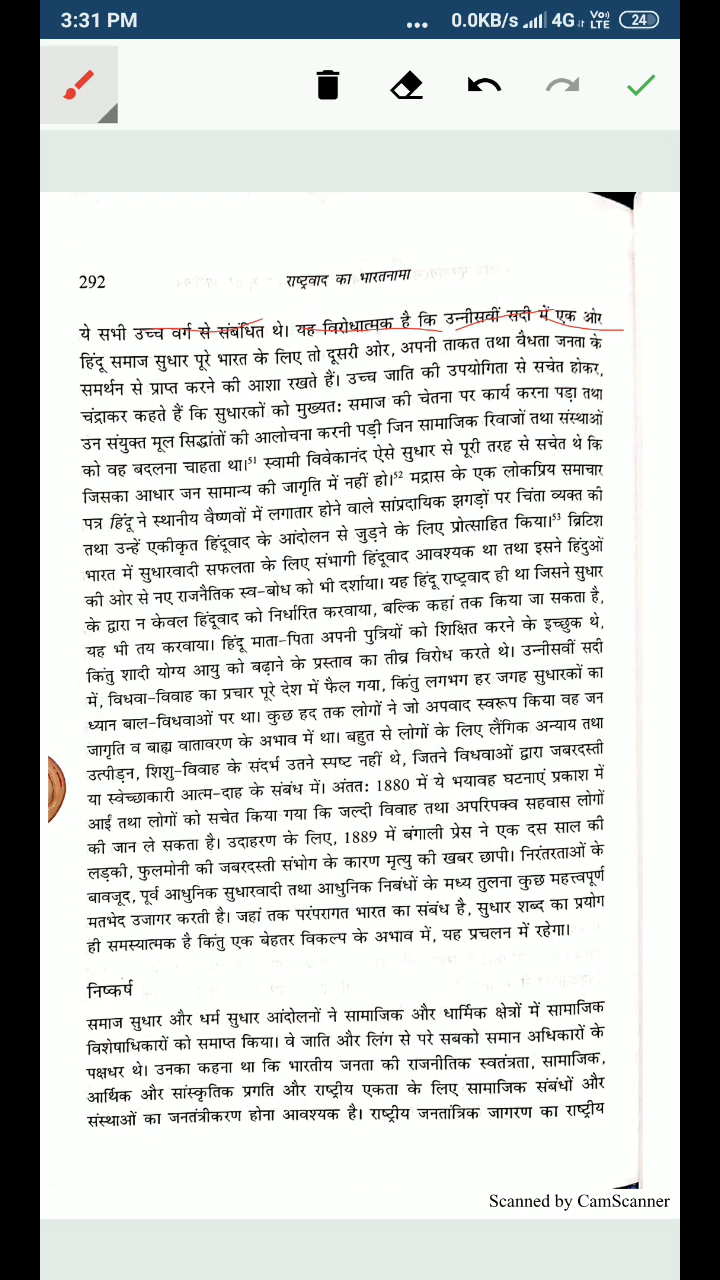 3:31 PM ... 0.0KB/s 4G Vo) LTE 24
292 राष्ट्रवाद का भारतनामा
ये सभी उच्च वर्ग से संबंधित थे। यह विरोधात्मक है कि उन्नीसवीं सदी में एक ओर
हिंदू समाज सुधार पूरे भारत के लिए तो दूसरी ओर, अपनी ताकत तथा वैधता जनता के
समर्थन से प्राप्त करने की आशा रखते हैं। उच्च जाति की उपयोगिता से सचेत होकर,
चंद्राकर कहते हैं कि सुधारकों को मुख्यत: समाज की चेतना पर कार्य करना पड़ा तथा
उन संयुक्त मूल सिद्धांतों की आलोचना करनी पड़ी जिन सामाजिक रिवाजों तथा संस्थाओं
को वह बदलना चाहता था।51 स्वामी विवेकानंद ऐसे सुधार से पूरी तरह से सचेत थे कि
जिसका आधार जन सामान्य की जागृति में नहीं हो।52 मद्रास के एक लोकप्रिय समाचार
पत्र हिंदू ने स्थानीय वैष्णवों में लगातार होने वाले सांप्रदायिक झगड़ों पर चिंता व्यक्त की
तथा उन्हें एकीकृत हिंदूवाद के आंदोलन से जुड़ने के लिए प्रोत्साहित किया।53 ब्रिटिश
भारत में सुधारवादी सफलता के लिए संभागी हिंदूवाद आवश्यक था तथा इसने हिंदुओं
की ओर से नए राजनैतिक स्व-बोध को भी दर्शाया। यह हिंदू राष्ट्रवाद ही था जिसने सुधार
के द्वारा न केवल हिंदूवाद को निर्धारित करवाया, बल्कि कहां तक किया जा सकता है,
यह भी तय करवाया। हिंदू माता-पिता अपनी पुत्रियों को शिक्षित करने के इच्छुक थे,
किंतु शादी योग्य आयु को बढ़ाने के प्रस्ताव का तीव्र विरोध करते थे। उन्नीसवीं सदी
में, विधवा-विवाह का प्रचार पूरे देश में फैल गया, किंतु लगभग हर जगह सुधारकों का
ध्यान बाल-विधवाओं पर था। कुछ हद तक लोगों ने जो अपवाद स्वरूप किया वह जन
जागृति व बाह्य वातावरण के अभाव में था। बहुत से लोगों के लिए लैंगिक अन्याय तथा
उत्पीड़न, शिशु-विवाह के संदर्भ उतने स्पष्ट नहीं थे, जितने विधवाओं द्वारा जबरदस्ती
या स्वेच्छाकारी आत्म-दाह के संबंध में। अंतत: 1880 में ये भयावह घटनाएं प्रकाश में
आईं तथा लोगों को सचेत किया गया कि जल्दी विवाह तथा अपरिपक्व सहवास लोगों
की जान ले सकता है। उदाहरण के लिए, 1889 में बंगाली प्रेस ने एक दस साल की
लड़की, फुलमोनी की जबरदस्ती संभोग के कारण मृत्यु की खबर छापी। निरंतरताओं के
बावजूद, पूर्व आधुनिक सुधारवादी तथा आधुनिक निबंधों के मध्य तुलना कुछ महत्त्वपूर्ण
मतभेद उजागर करती है। जहां तक परंपरागत भारत का संबंध है, सुधार शब्द का प्रयोग
ही समस्यात्मक है किंतु एक बेहतर विकल्प के अभाव में, यह प्रचलन में रहेगा।
निष्कर्ष
समाज सुधार और धर्म सुधार आंदोलनों ने सामाजिक और धार्मिक क्षेत्रों में सामाजिक
विशेषाधिकारों को समाप्त किया। वे जाति और लिंग से परे सबको समान अधिकारों के
पक्षधर थे। उनका कहना था कि भारतीय जनता की राजनीतिक स्वतंत्रता, सामाजिक,
आर्थिक और सांस्कृतिक प्रगति और राष्ट्रीय एकता के लिए सामाजिक संबंधों और
संस्थाओं का जनतंत्रीकरण होना आवश्यक है। राष्ट्रीय जनतांत्रिक जागरण का राष्ट्रीय
Scanned by CamScanner